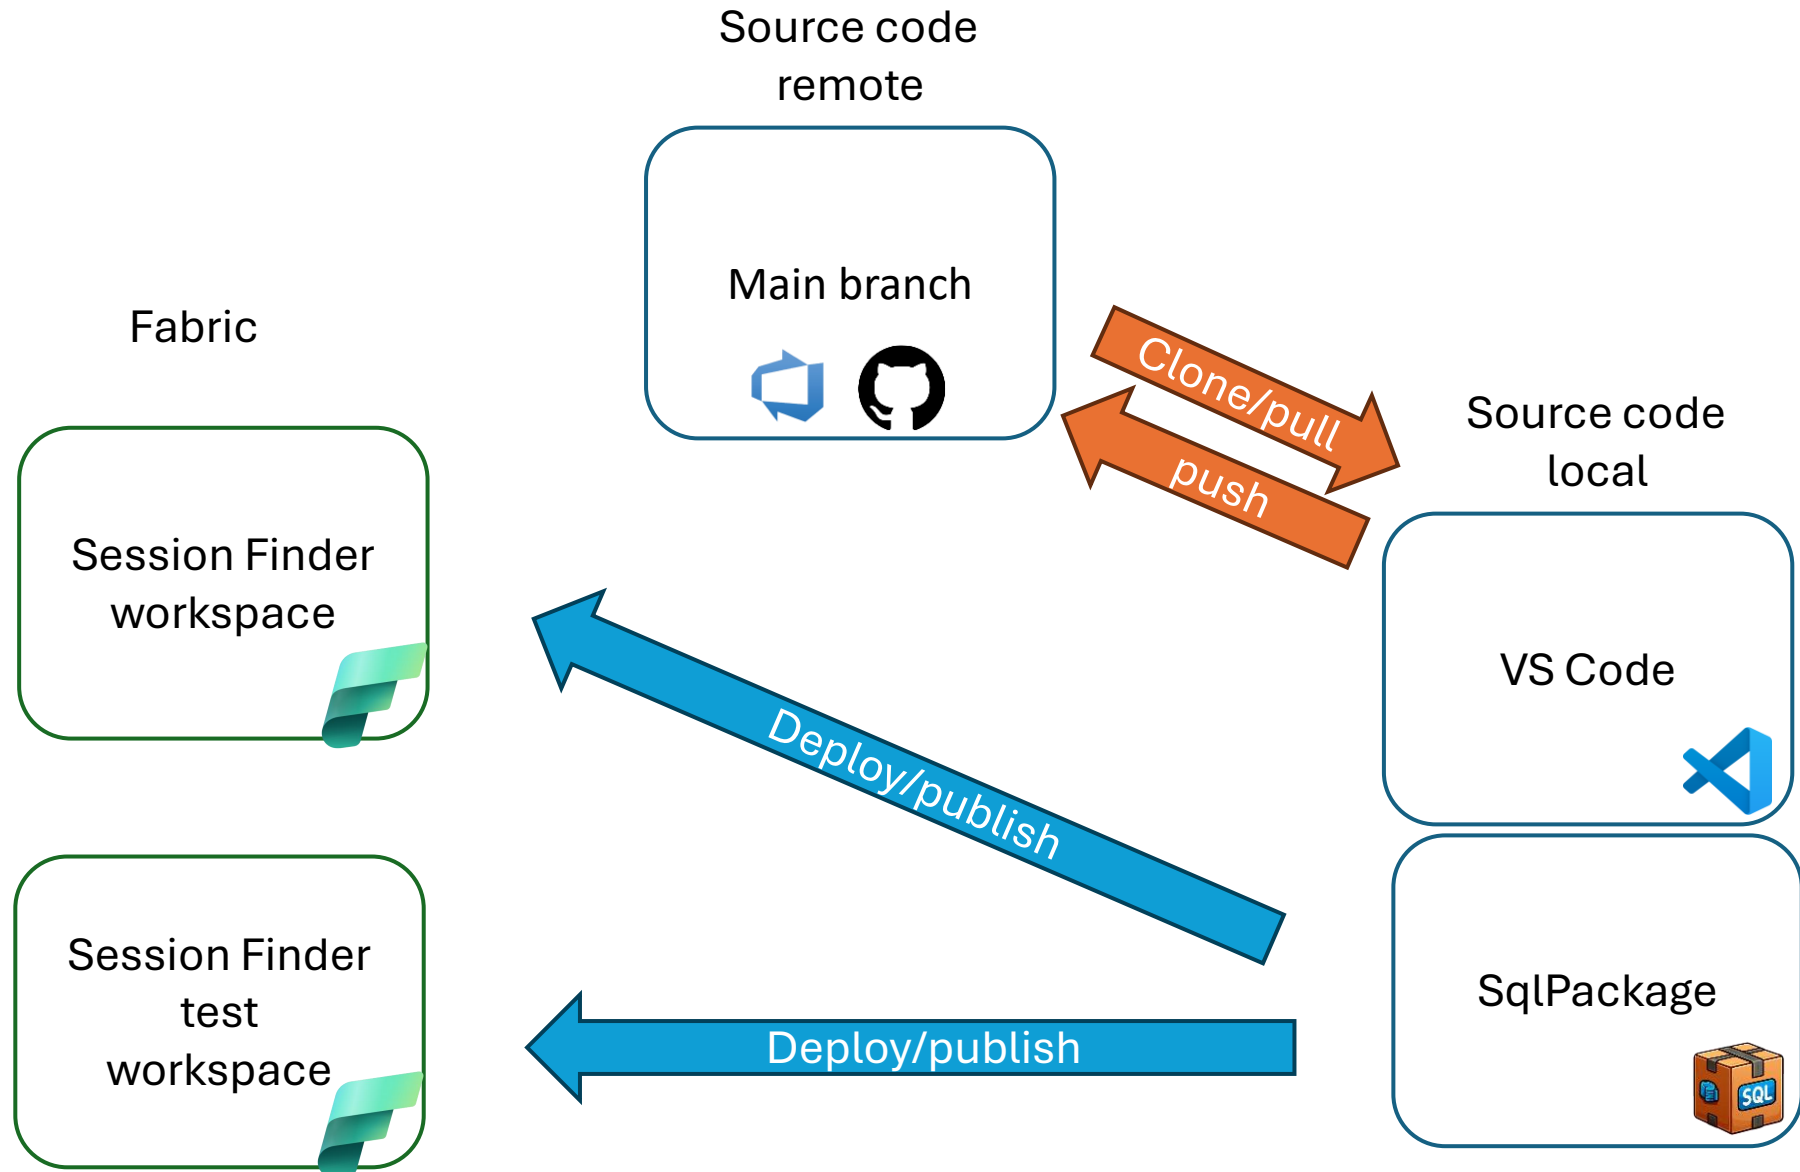 Source code
remote
Main branch
Fabric
Clone/pull
push
Source code
local
Session Finder
workspace
VS Code
Deploy/publish
Session Finder
test
workspace
Deploy/publish
SqlPackage
SQL